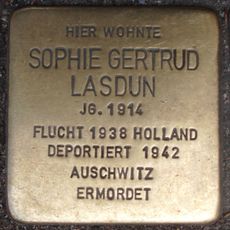 HIER WOHNTE
SOPHIE GERTRUD
LASDUN
JG. 1914
FLUCHT 1938 HOLLAND
DEPORTIERT 1942
AUSCHWITZ
ERMORDET